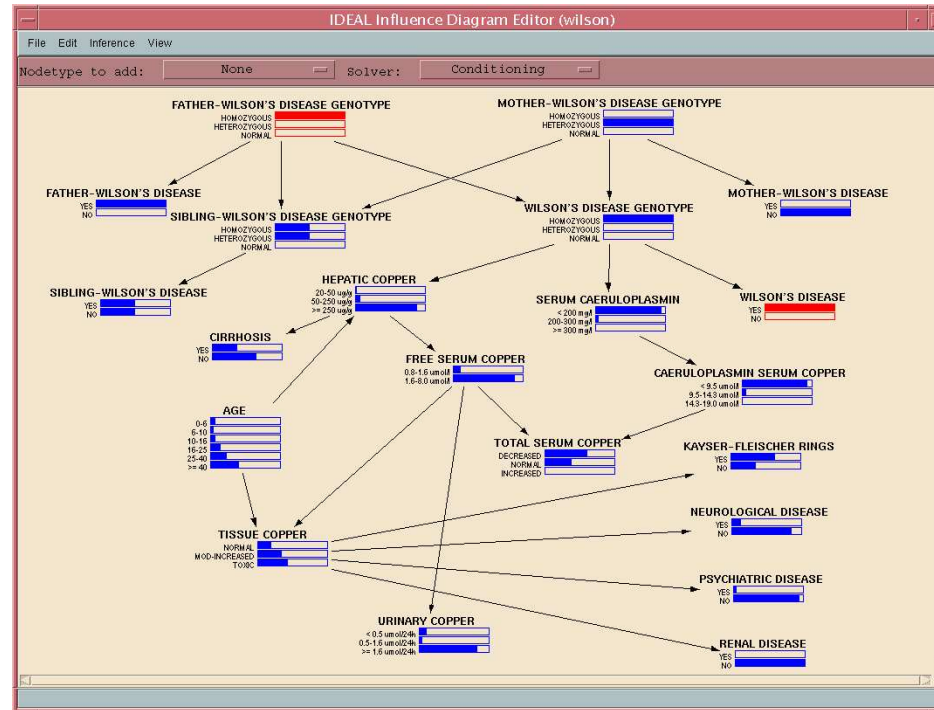 IDEAL Influence Diagram Editor (wilson)
File Edit Inference View
Nodetype to add: None Solver: Conditioning
FATHER-WILSON'S DISEASE GENOTYPE
HOMOZYGOUS
HETEROZYGOUS
NORMAL
MOTHER-WILSON'S DISEASE GENOTYPE
HOMOZYGOUS
HETEROZYGOUS
NORMAL
FATHER-WILSON'S DISEASE
YES
NO
SIBLING-WILSON'S DISEASE GENOTYPE
HOMOZYGOUS
HETEROZYGOUS
NORMAL
WILSON'S DISEASE GENOTYPE
HOMOZYGOUS
HETEROZYGOUS
NORMAL
MOTHER-WILSON'S DISEASE
YES
NO
SIBLING-WILSON'S DISEASE
YES
NO
HEPATIC COPPER
20-50 ug/g
50-250 ug/g
>= 250 ug/g
SERUM CAERULOPLASMIN
< 200 mg/l
200-300 mg/l
>= 300 mg/l
WILSON'S DISEASE
YES
NO
CIRRHOSIS
YES
NO
FREE SERUM COPPER
0.8-1.6 umol/l
1.6-8.0 umol/l
CAERULOPLASMIN SERUM COPPER
< 9.5 umol/l
9.5-14.3 umol/l
14.3-19.0 umol/l
AGE
0-6
6-10
10-16
16-25
25-40
>= 40
TOTAL SERUM COPPER
DECREASED
NORMAL
INCREASED
KAYSER-FLEISCHER RINGS
YES
NO
TISSUE COPPER
NORMAL
MOD-INCREASED
TOXIC
NEUROLOGICAL DISEASE
YES
NO
PSYCHIATRIC DISEASE
YES
NO
URINARY COPPER
< 0.5 umol/24h
0.5-1.6 umol/24h
>= 1.6 umol/24h
RENAL DISEASE
YES
NO